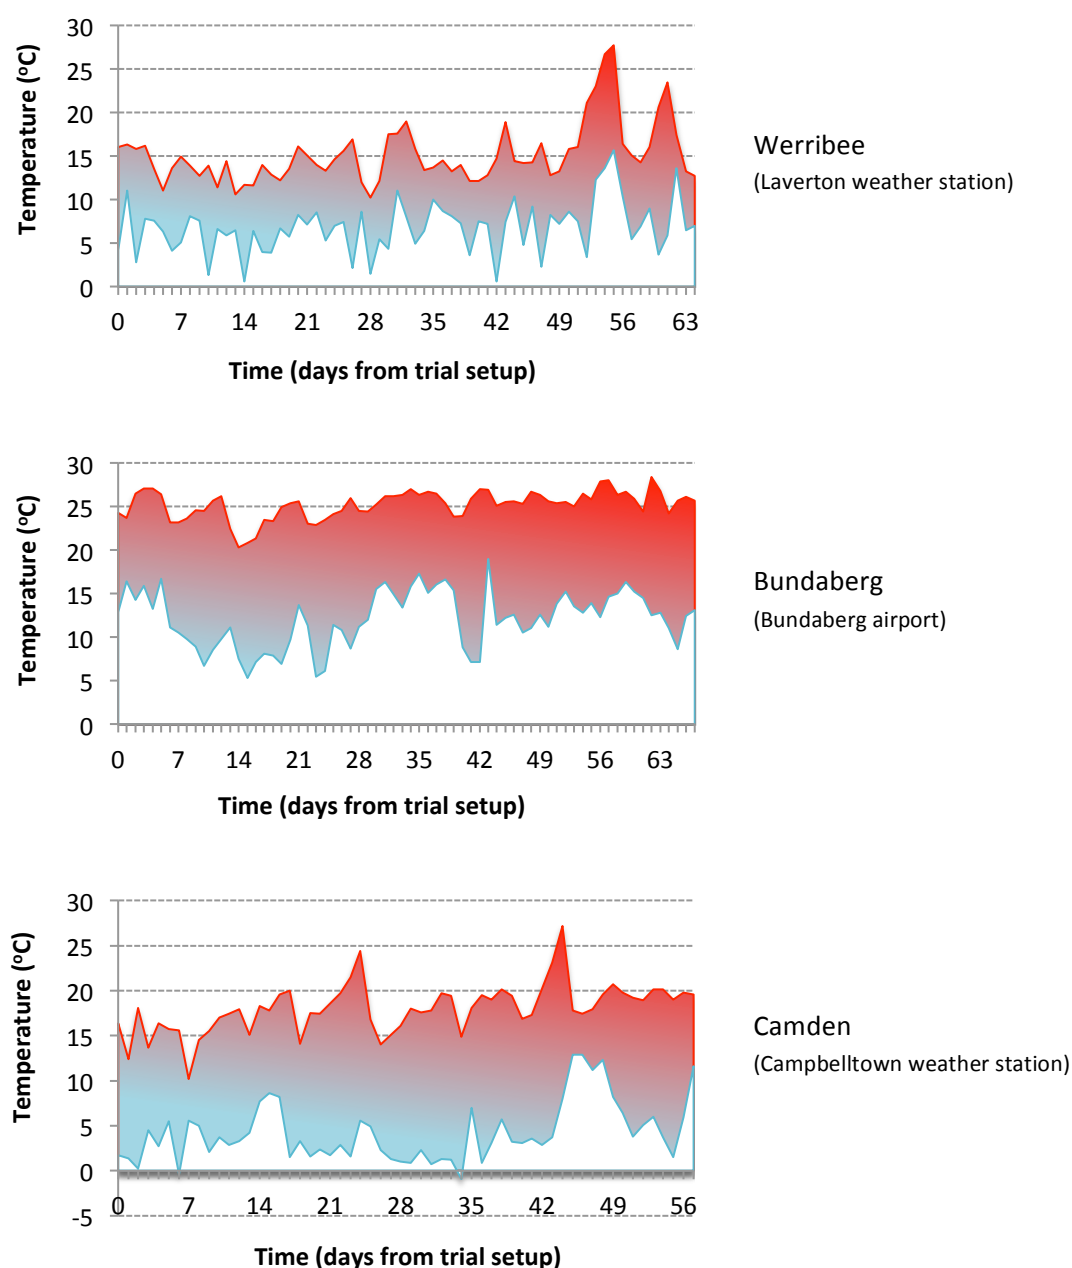 30
25
20
15
10
5
0
Temperature (ºC)
0 7 14 21 28 35 42 49 56 63
Time (days from trial setup)
Werribee
(Laverton weather station)
30
25
20
15
10
5
0
Temperature (ºC)
0 7 14 21 28 35 42 49 56 63
Time (days from trial setup)
Bundaberg
(Bundaberg airport)
30
25
20
15
10
5
0
-5
Temperature (ºC)
0 7 14 21 28 35 42 49 56
Time (days from trial setup)
Camden
(Campbelltown weather station)